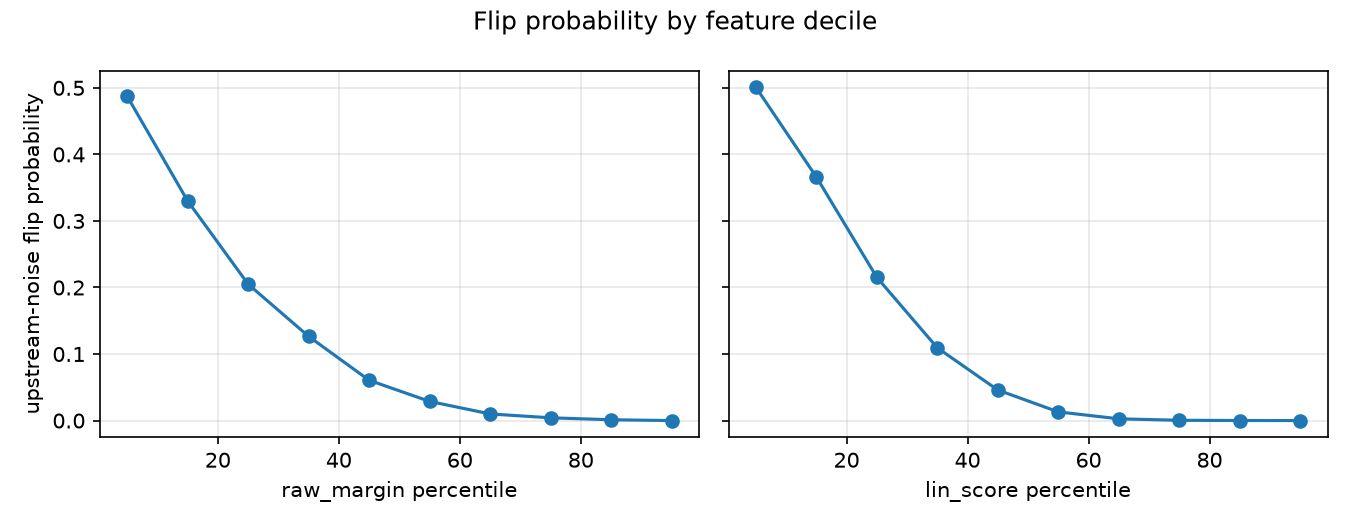 Flip probability by feature decile
upstream-noise flip probability
0.5
0.4
0.3
0.2
0.1
0.0
20 40 60 80
raw_margin percentile
20 40 60 80
lin_score percentile